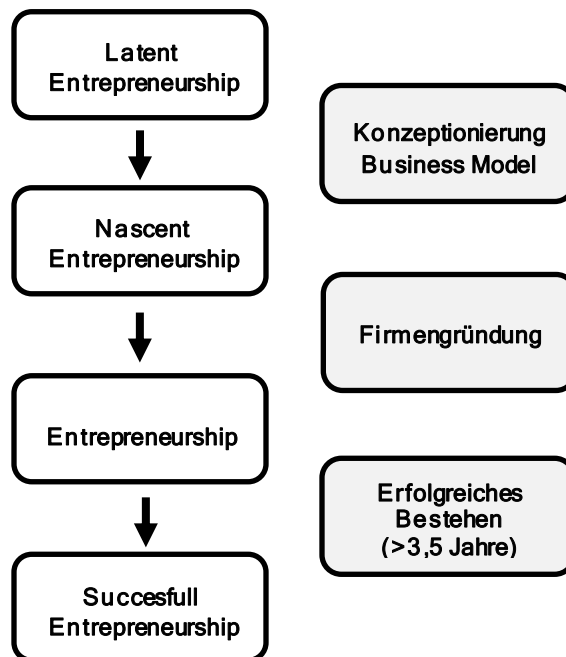 Latent
Entrepreneurship
Konzeptionierung
Business Model
Nascent
Entrepreneurship
Firmengründung
Entrepreneurship
Erfolgreiches
Bestehen
(>3,5 Jahre)
Succesfull
Entrepreneurship